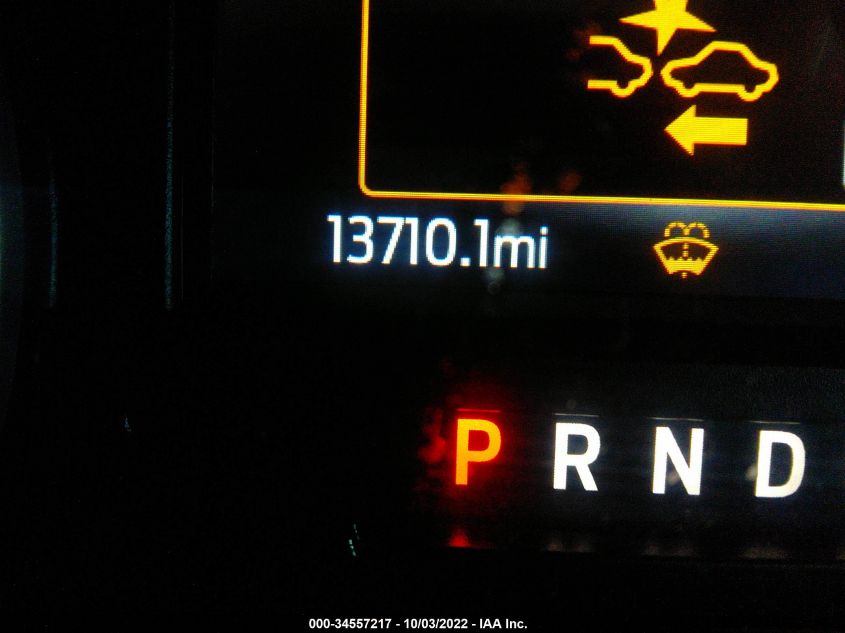 13710.1mi
P R N D
000-34557217 - 10/03/2022 - IAA Inc.